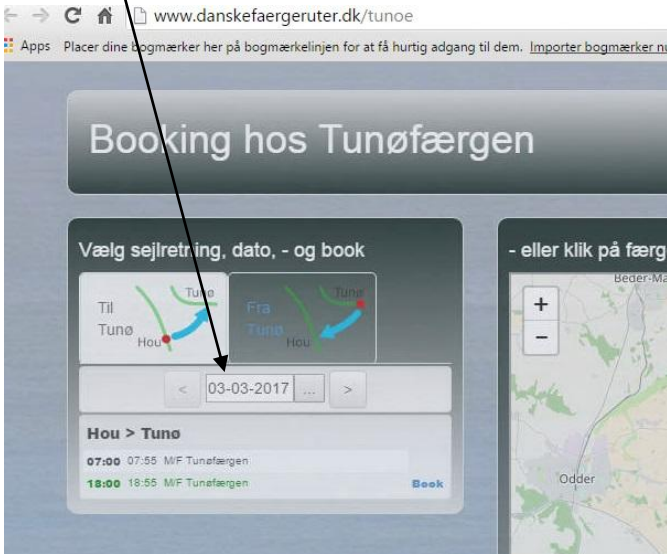 www.danskefaergeruter.dk/tunoe
Apps Placer dine bogmærker her på bogmærkelinjen for at få hurtig adgang til dem. Importer bogmærker nu
Booking hos Tunøfærgen
Vælg sejlretning, dato, - og book
Til
Tunø
Hou
Tunø
Fra
Tunø
Hou
Tunø
< 03-03-2017 ... >
Hou > Tunø
07:00 07:55 M/F Tunøfærgen
18:00 18:55 M/F Tunøfærgen Book
- eller klik på færg
Beder-Ma
+
−
Odder